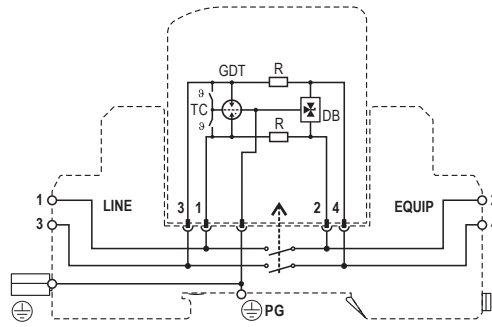 GDT R
ϑ
TC
ϑ
R DB
1 LINE 3 1 2 4 EQUIP
3
PG